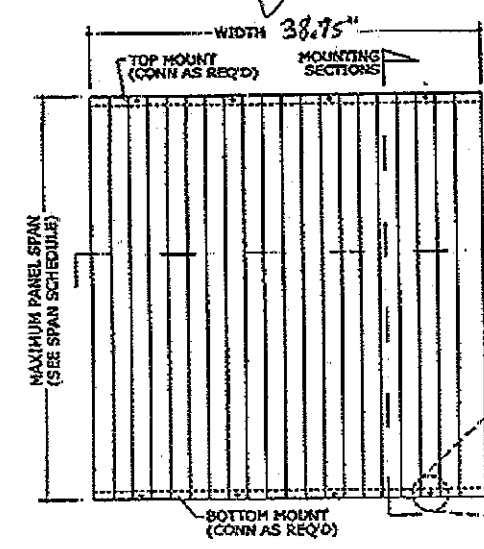 WIDTH 38.75"
TOP MOUNT
(CONN AS REQ'D)
MOUNTING
SECTIONS
MAXIMUM PANEL SPAN
(SEE SPAN SCHEDULE)
BOTTOM MOUNT
(CONN AS REQ'D)